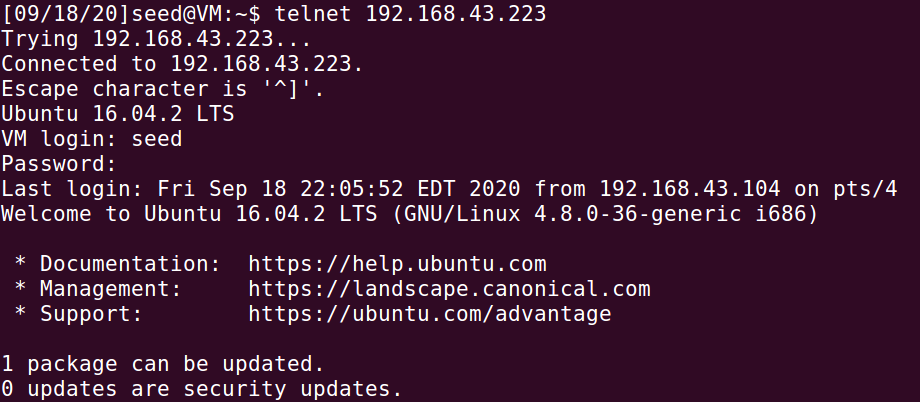 [09/18/20]seed@VM:~$ telnet 192.168.43.223
Trying 192.168.43.223...
Connected to 192.168.43.223.
Escape character is '^]'.
Ubuntu 16.04.2 LTS
VM login: seed
Password:
Last login: Fri Sep 18 22:05:52 EDT 2020 from 192.168.43.104 on pts/4
Welcome to Ubuntu 16.04.2 LTS (GNU/Linux 4.8.0-36-generic i686)

 * Documentation:  https://help.ubuntu.com
 * Management:     https://landscape.canonical.com
 * Support:        https://ubuntu.com/advantage

1 package can be updated.
0 updates are security updates.